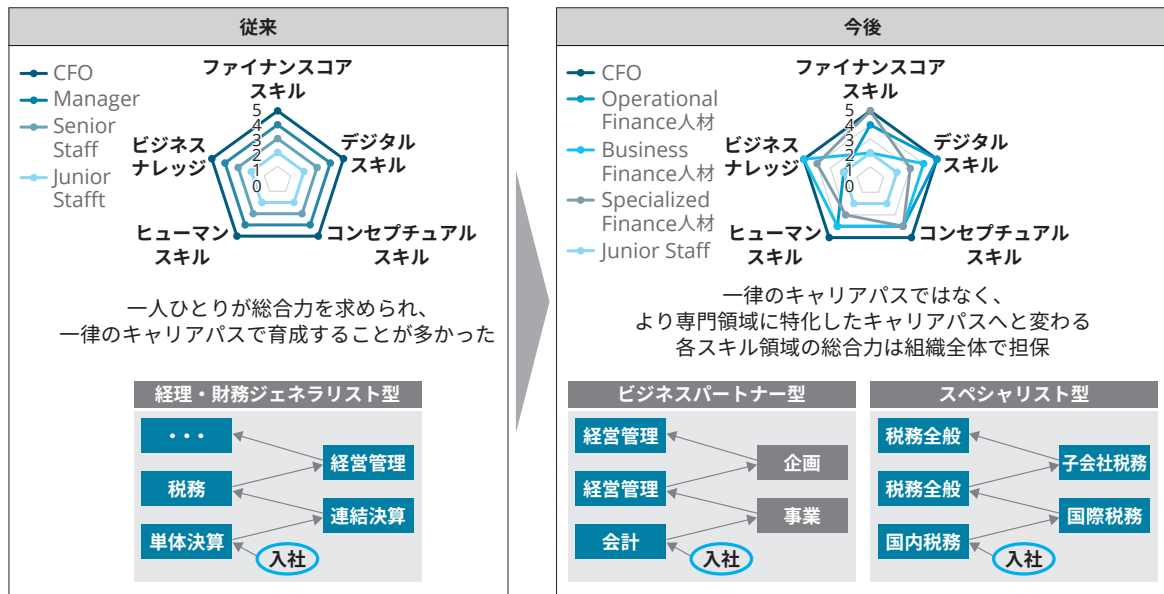 従来
CFO
Manager
Senior
Staff
Junior
Stafft
ファイナンスコア
スキル
デジタル
スキル
コンセプチュアル
スキル
ヒューマン
スキル
ビジネス
ナレッジ
5
4
3
2
1
0
一人ひとりが総合力を求められ、
一律のキャリアパスで育成することが多かった
経理・財務ジェネラリスト型
・・・
経営管理
税務
連結決算
単体決算
入社
今後
CFO
Operational
Finance人材
Business
Finance人材
Specialized
Finance人材
Junior Staff
ファイナンスコア
スキル
デジタル
スキル
コンセプチュアル
スキル
ヒューマン
スキル
ビジネス
ナレッジ
5
4
3
2
1
0
一律のキャリアパスではなく、
より専門領域に特化したキャリアパスへと変わる
各スキル領域の総合力は組織全体で担保
ビジネスパートナー型
経営管理
企画
経営管理
事業
会計
入社
スペシャリスト型
税務全般
子会社税務
税務全般
国際税務
国内税務
入社